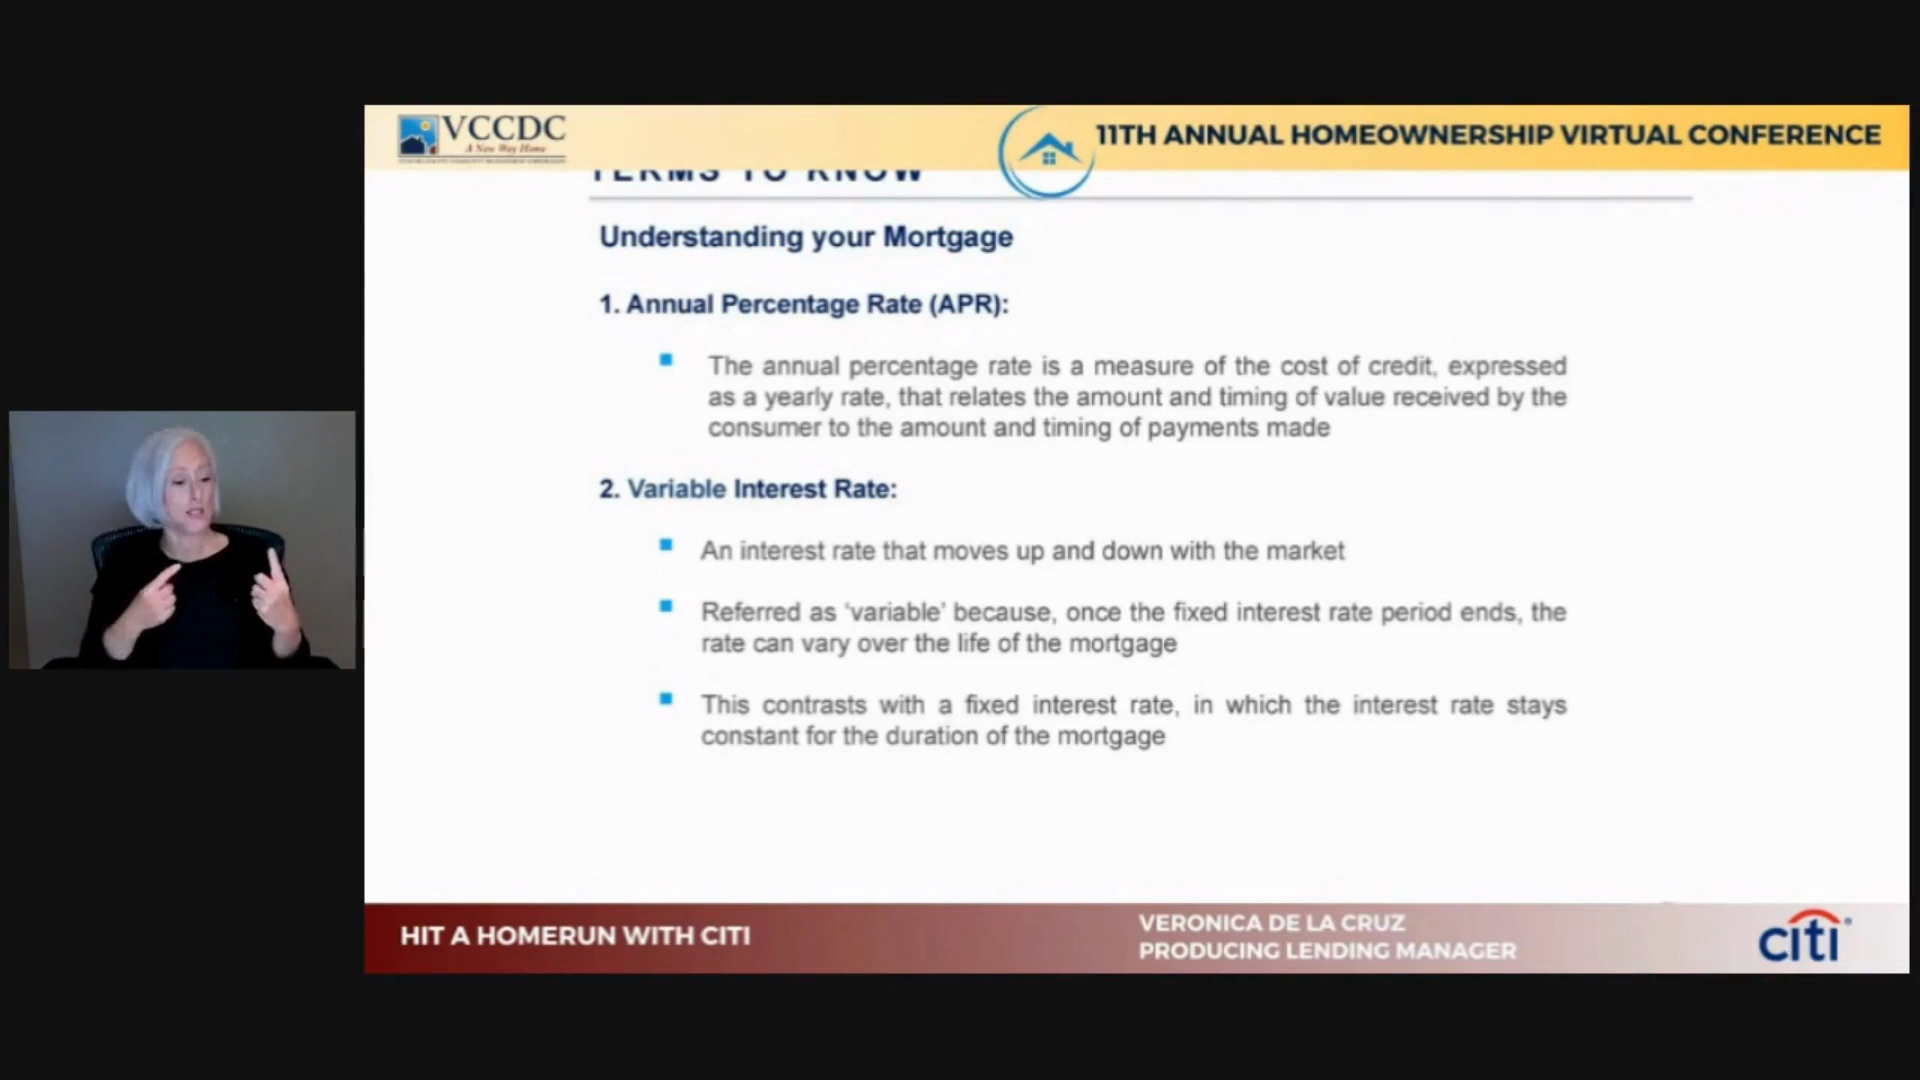 VCCDC
A New Way Home
11TH ANNUAL HOMEOWNERSHIP VIRTUAL CONFERENCE
TERMS TO KNOW
Understanding your Mortgage
1. Annual Percentage Rate (APR):
The annual percentage rate is a measure of the cost of credit, expressed
as a yearly rate, that relates the amount and timing of value received by the
consumer to the amount and timing of payments made
2. Variable Interest Rate:
An interest rate that moves up and down with the market
Referred as ‘variable’ because, once the fixed interest rate period ends, the
rate can vary over the life of the mortgage
This contrasts with a fixed interest rate, in which the interest rate stays
constant for the duration of the mortgage
HIT A HOMERUN WITH CITI
VERONICA DE LA CRUZ
PRODUCING LENDING MANAGER
citi®